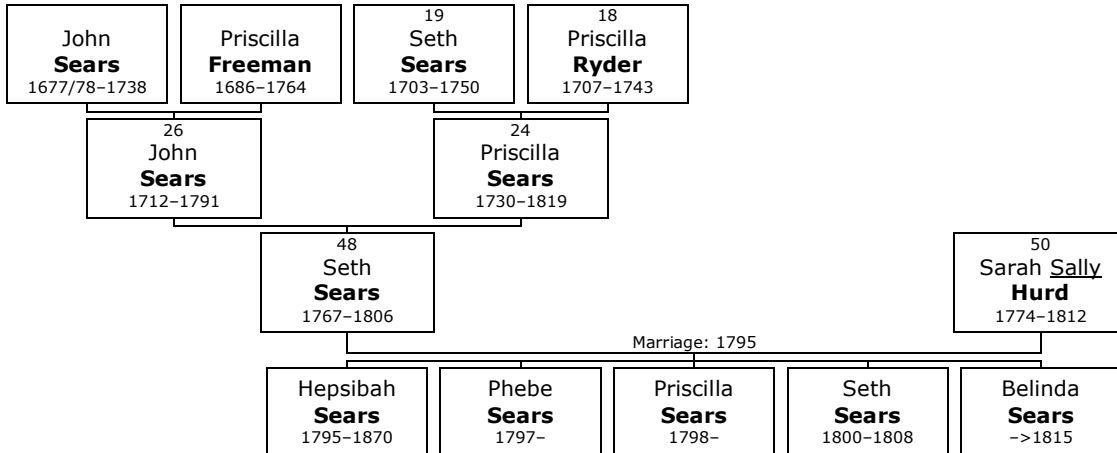 John
Sears
1677/78–1738
Priscilla
Freeman
1686–1764
19
Seth
Sears
1703–1750
18
Priscilla
Ryder
1707–1743
26
John
Sears
1712–1791
24
Priscilla
Sears
1730–1819
48
Seth
Sears
1767–1806
50
Sarah Sally
Hurd
1774–1812
Marriage: 1795
Hepsibah
Sears
1795–1870
Phebe
Sears
1797–
Priscilla
Sears
1798–
Seth
Sears
1800–1808
Belinda
Sears
–>1815